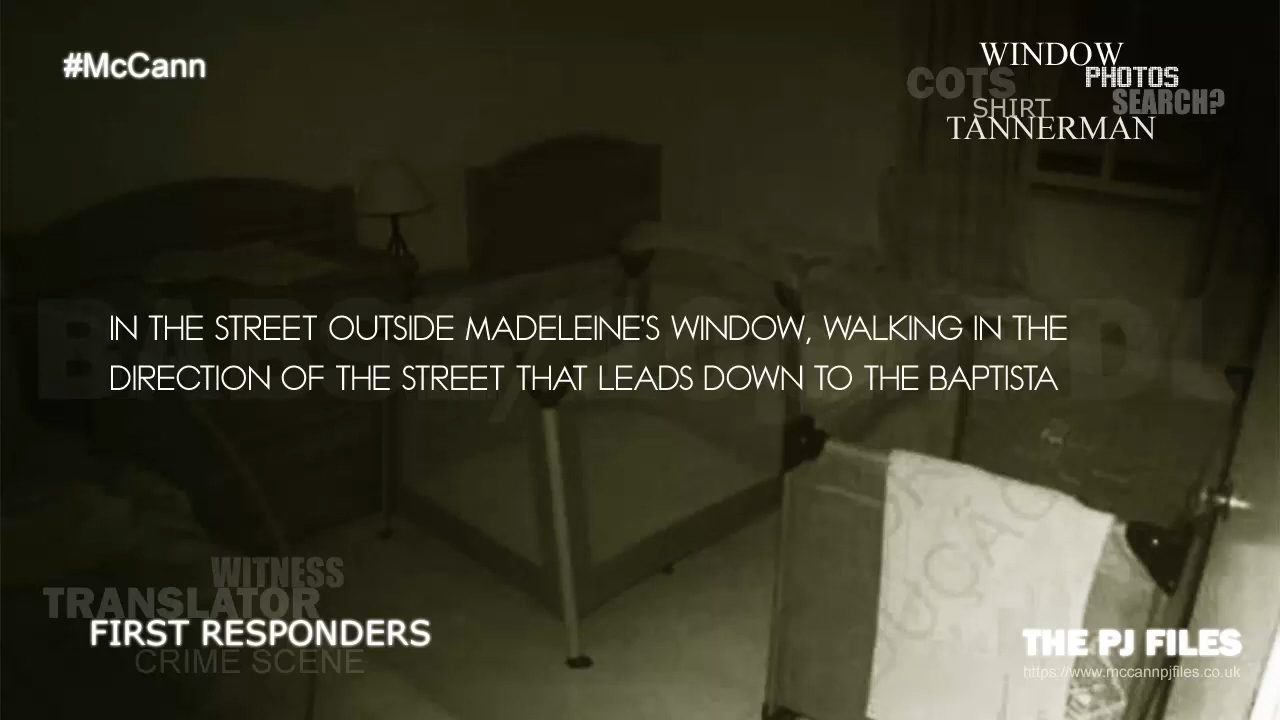 #McCann
WINDOW
COTS
PHOTOS
SEARCH?
SHIRT
TANNERMAN
IN THE STREET OUTSIDE MADELEINE'S WINDOW, WALKING IN THE
DIRECTION OF THE STREET THAT LEADS DOWN TO THE BAPTISTA
WITNESS
TRANSLATOR
FIRST RESPONDERS
CRIME SCENE
THE PJ FILES
https://www.mccannpjfiles.co.uk